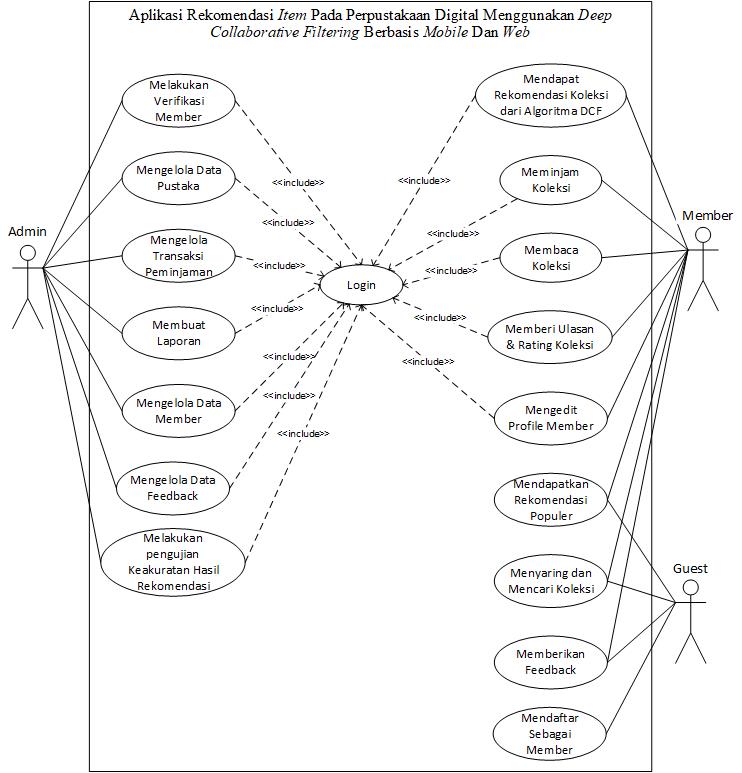 Aplikasi Rekomendasi Item Pada Perpustakaan Digital Menggunakan Deep
Collaborative Filtering Berbasis Mobile Dan Web
Admin
Melakukan
Verifikasi
Member
Mengelola Data
Pustaka
Mengelola
Transaksi
Peminjaman
Membuat
Laporan
Mengelola Data
Member
Mengelola Data
Feedback
Melakukan
pengujian
Keakuratan Hasil
Rekomendasi
<<include>>
<<include>>
<<include>>
<<include>>
<<include>>
<<include>>
<<include>>
Login
<<include>>
<<include>>
<<include>>
<<include>>
<<include>>
Mendapat
Rekomendasi Koleksi
dari Algoritma DCF
Meminjam
Koleksi
Membaca
Koleksi
Memberi Ulasan
& Rating Koleksi
Mengedit
Profile Member
Mendapatkan
Rekomendasi
Populer
Menyaring dan
Mencari Koleksi
Memberikan
Feedback
Mendaftar
Sebagai
Member
Member
Guest